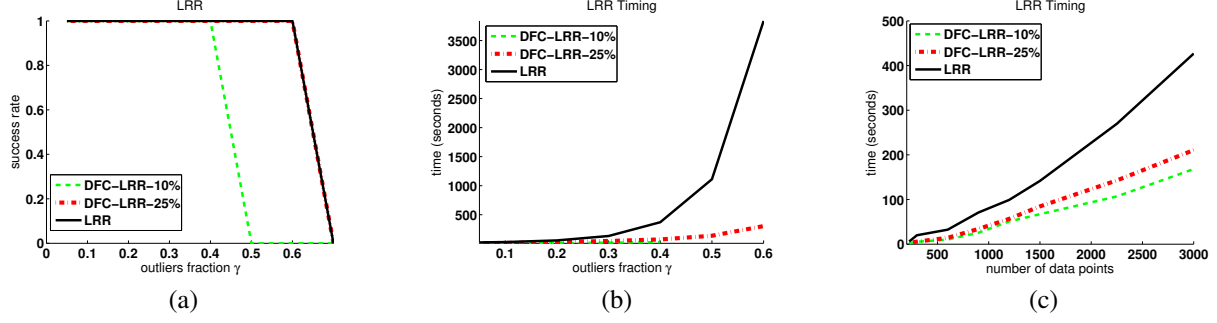 LRR
success rate
1
0.8
0.6
0.4
0.2
0
DFC-LRR-10%
DFC-LRR-25%
LRR
0 0.1 0.2 0.3 0.4 0.5 0.6
outliers fraction γ
(a)
LRR Timing
time (seconds)
3500
3000
2500
2000
1500
1000
500
DFC-LRR-10%
DFC-LRR-25%
LRR
0.1 0.2 0.3 0.4 0.5 0.6
outliers fraction γ
(b)
LRR Timing
time (seconds)
500
400
300
200
100
0
DFC-LRR-10%
DFC-LRR-25%
LRR
500 1000 1500 2000 2500 3000
number of data points
(c)